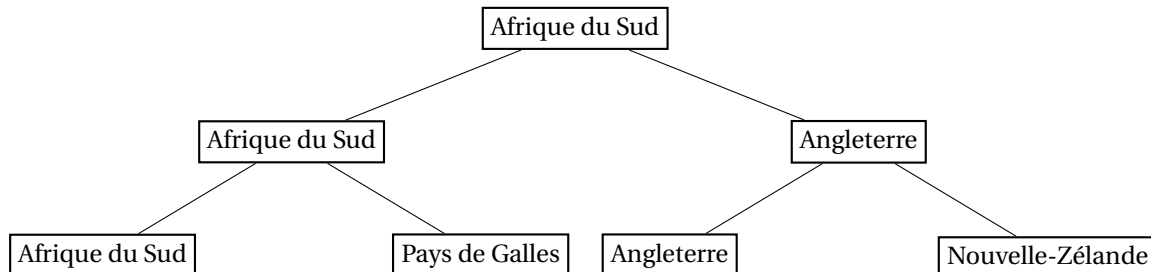 Afrique du Sud
Afrique du Sud
Angleterre
Afrique du Sud
Pays de Galles
Angleterre
Nouvelle-Zélande